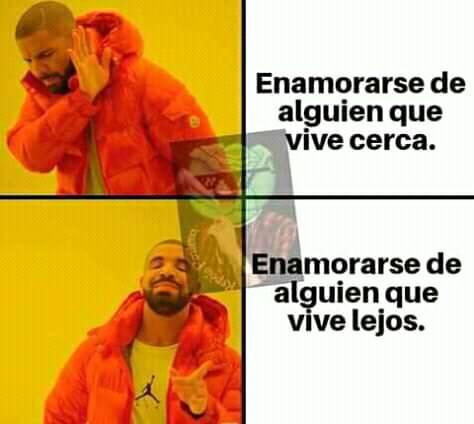 Enamorarse de
alguien que
vive cerca.
Enamorarse de
alguien que
vive lejos.